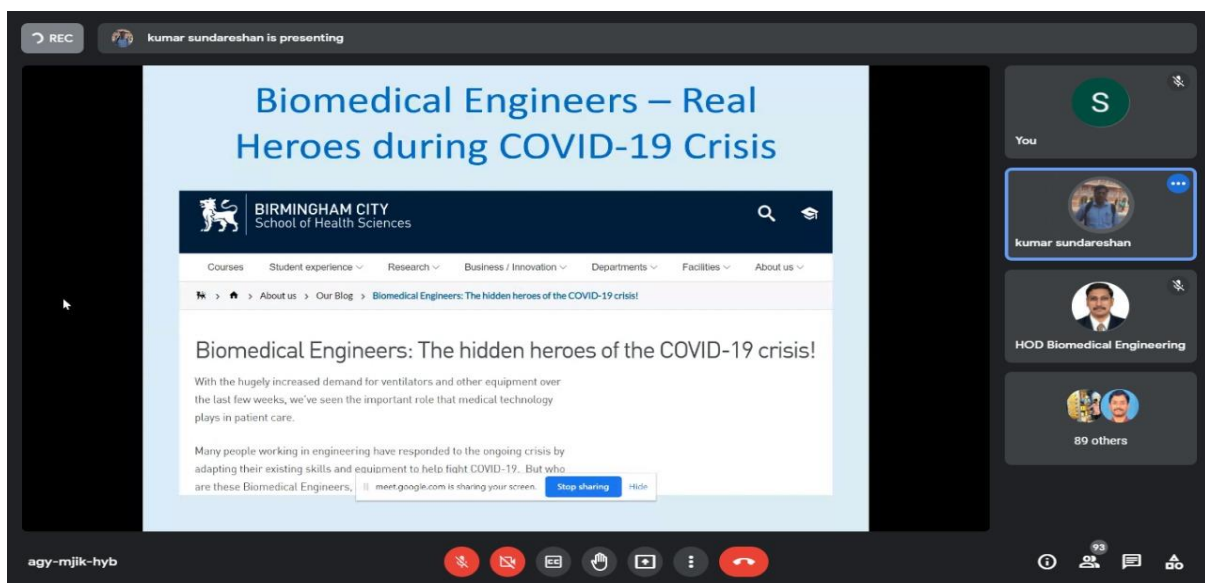 REC
kumar sundareshan is presenting
Biomedical Engineers – Real
Heroes during COVID-19 Crisis
BIRMINGHAM CITY
School of Health Sciences
Courses Student experience Research Business / Innovation Departments Facilities About us
> > About us > Our Blog > Biomedical Engineers: The hidden heroes of the COVID-19 crisis!
Biomedical Engineers: The hidden heroes of the COVID-19 crisis!
With the hugely increased demand for ventilators and other equipment over
the last few weeks, we've seen the important role that medical technology
plays in patient care.
Many people working in engineering have responded to the ongoing crisis by
adapting their existing skills and equipment to help fight COVID-19. But who
are these Biomedical Engineers,
meet.google.com is sharing your screen. Stop sharing Hide
S
You
kumar sundareshan
HOD Biomedical Engineering
89 others
agy-mjik-hyb
CC
93